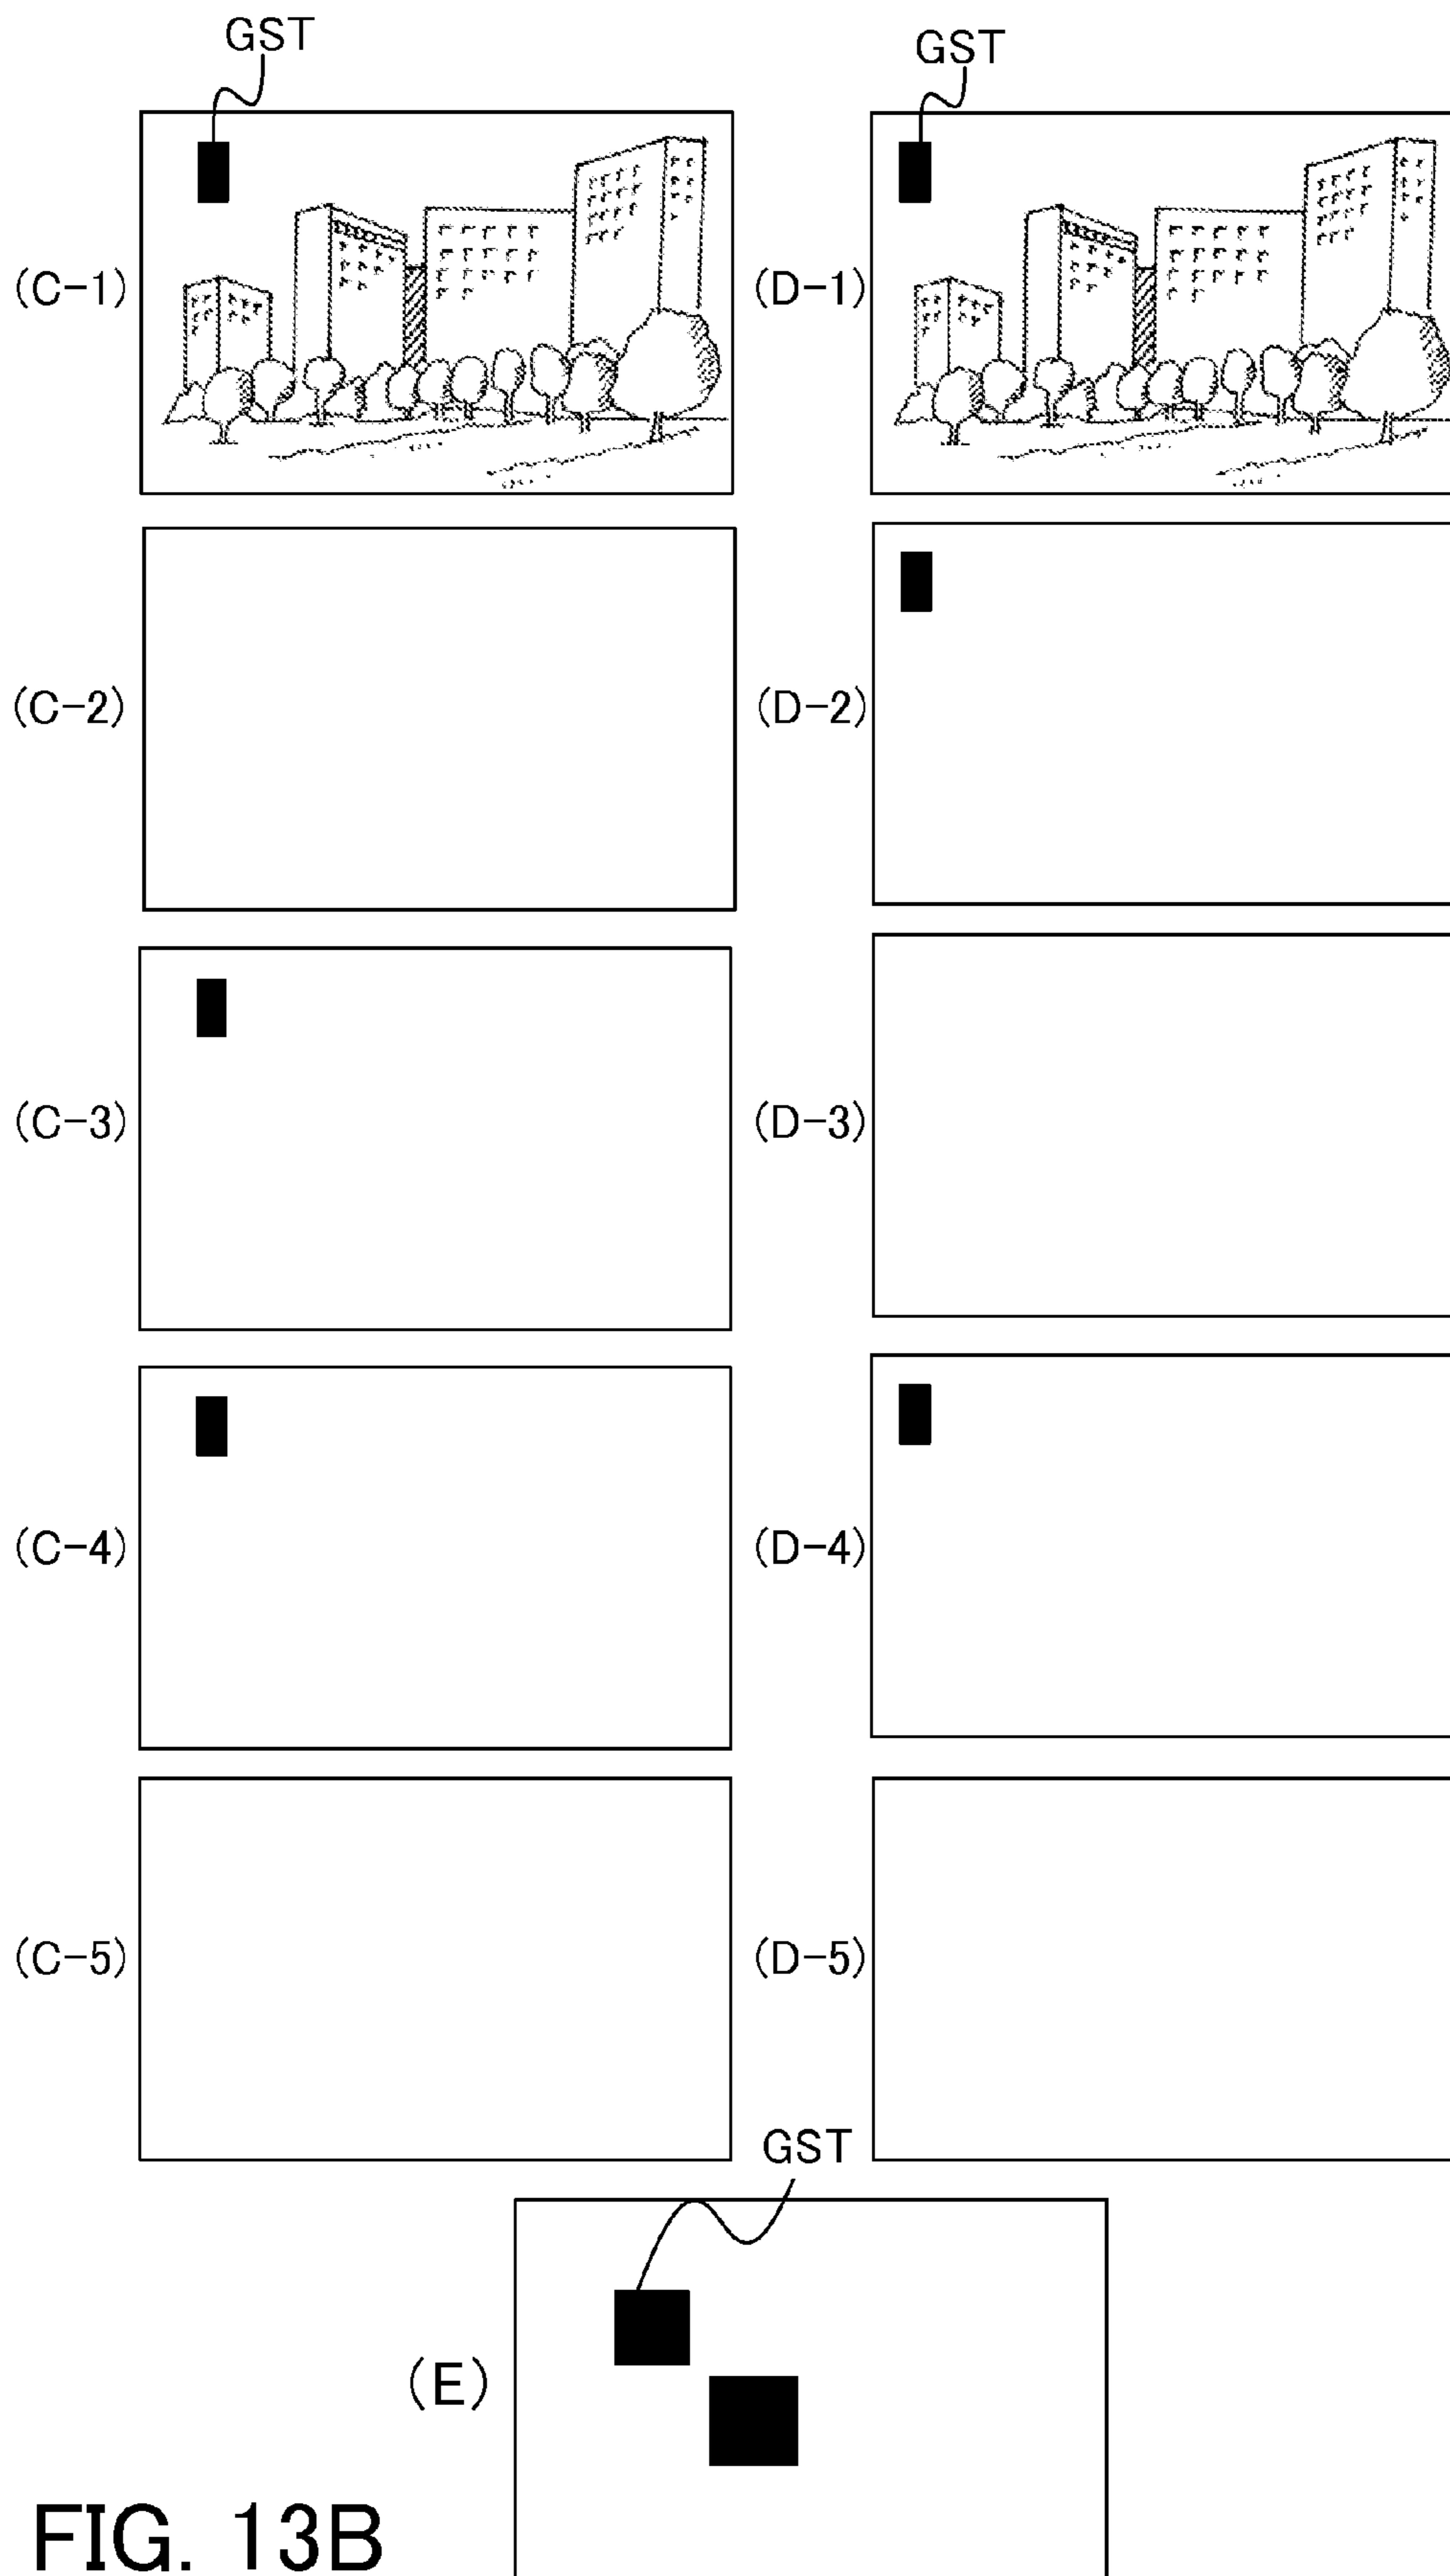 GST
GST
(C-1)
(D-1)
(C-2)
(D-2)
(C-3)
(D-3)
(C-4)
(D-4)
(C-5)
(D-5)
GST
(E)
FIG. 13B